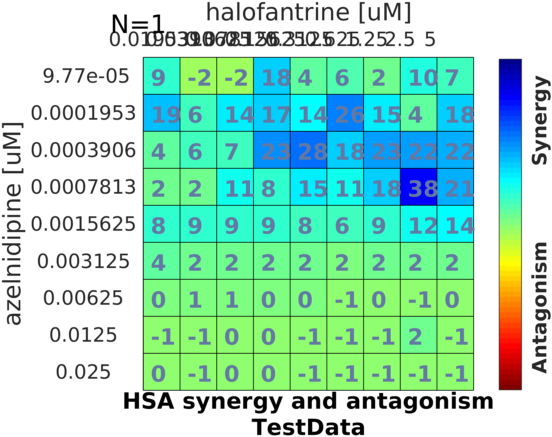 halofantrine [uM]
N=1
2.5 5
9.77e-05 9 -2 -2 18 4 6 2 10 7
0.0001953 19 6 14 17 14 26 15 4 18
0.0003906 4 6 7 23 28 18 23 22 22
0.0007813 2 2 11 8 15 11 18 38 21
0.0015625 8 9 9 9 8 6 9 12 14
0.003125 4 2 2 2 2 2 2 2 2
0.00625 0 1 1 0 0 -1 0 -1 0
0.0125 -1 -1 0 0 -1 -1 -1 2 -1
0.025 0 -1 0 0 -1 -1 -1 -1 -1
azelnidipine [uM]
HSA synergy and antagonism
TestData
Synergy
Antagonism